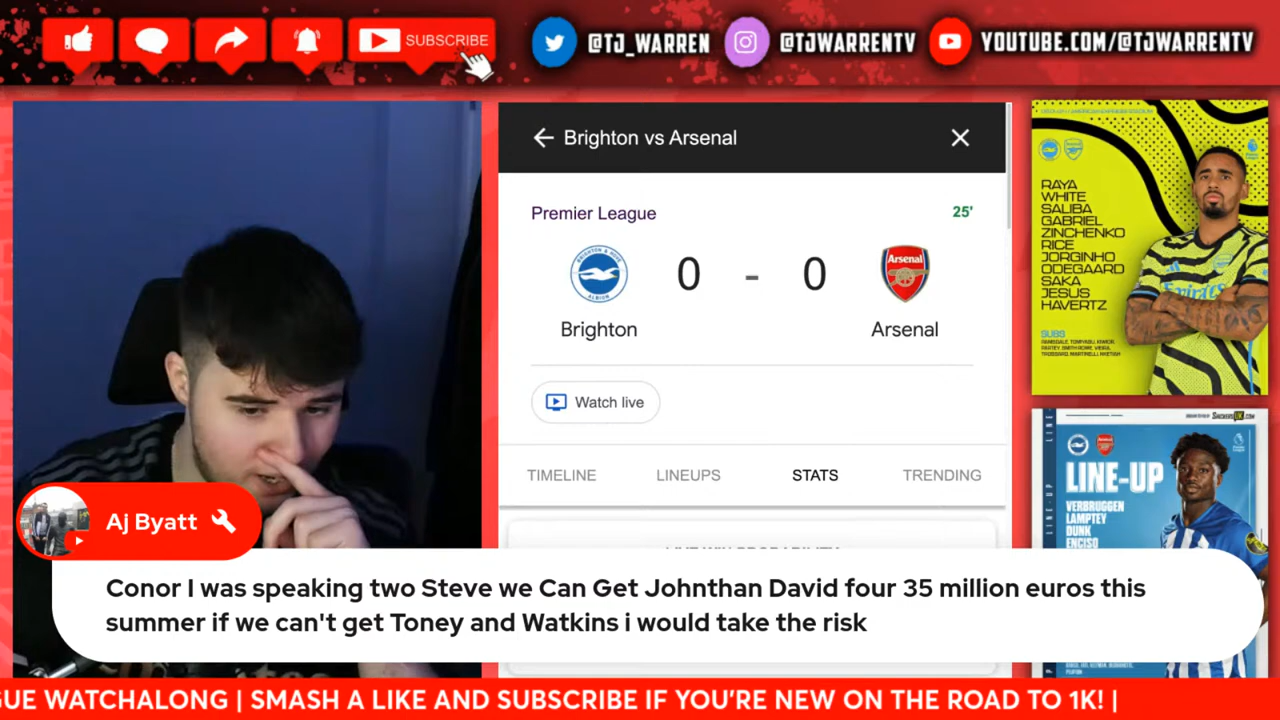 SUBSCRIBE
@TJ_WARREN
@TJWARRENTV
YOUTUBE.COM/@TJWARRENTV
Brighton vs Arsenal
Premier League
25'
0 - 0
Brighton
Arsenal
Arsenal
Watch live
TIMELINE
LINEUPS
STATS
TRENDING
RAYA
WHITE
SALIBA
GABRIEL
ZINCHENKO
RICE
JORGINHO
ODEGAARD
SAKA
JESUS
HAVERTZ
SUBS
LINE
LINE-UP
VERBRUGGEN
LAMPTEY
DUNK
ENCISO
Aj Byatt
Conor I was speaking two Steve we Can Get Johnthan David four 35 million euros this
summer if we can't get Toney and Watkins i would take the risk
GUE WATCHALONG | SMASH A LIKE AND SUBSCRIBE IF YOU'RE NEW ON THE ROAD TO 1K! |